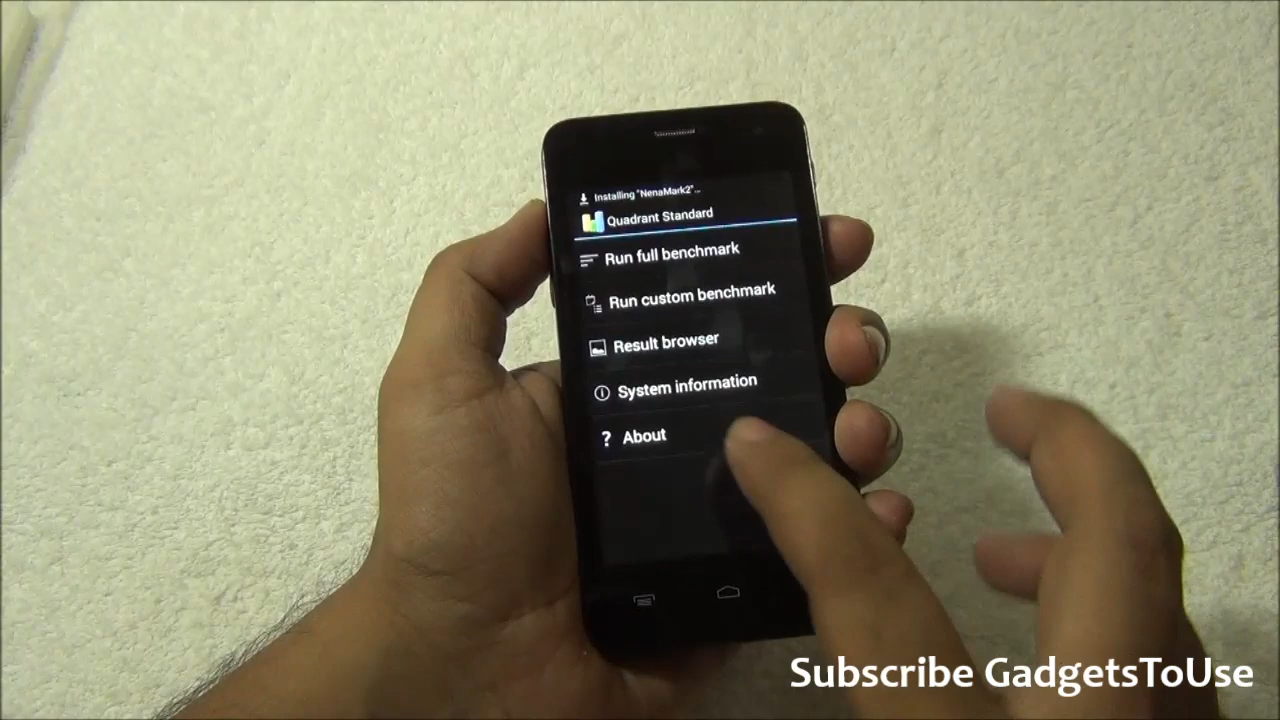 Installing "NenaMark2"...
Quadrant Standard
Run full benchmark
Run custom benchmark
Result browser
System information
? About
Subscribe GadgetsToUse